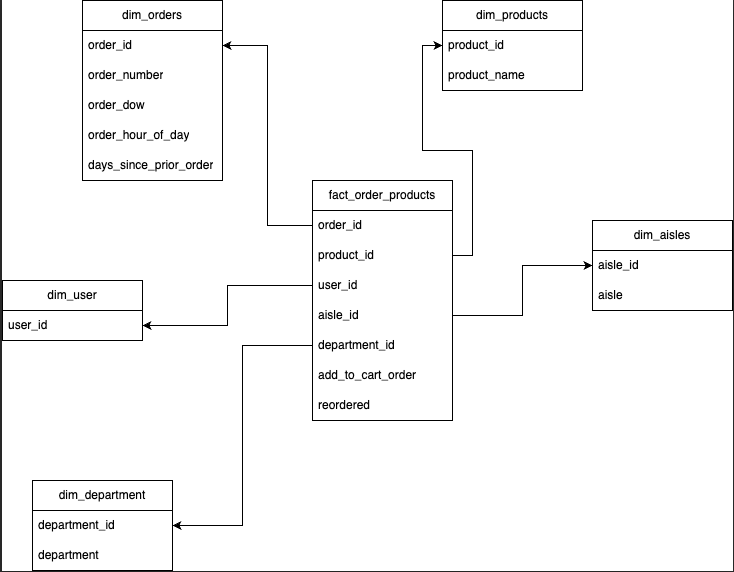 dim_orders
order_id
order_number
order_dow
order_hour_of_day
days_since_prior_order
dim_products
product_id
product_name
fact_order_products
order_id
product_id
user_id
aisle_id
department_id
add_to_cart_order
reordered
dim_aisles
aisle_id
aisle
dim_user
user_id
dim_department
department_id
department